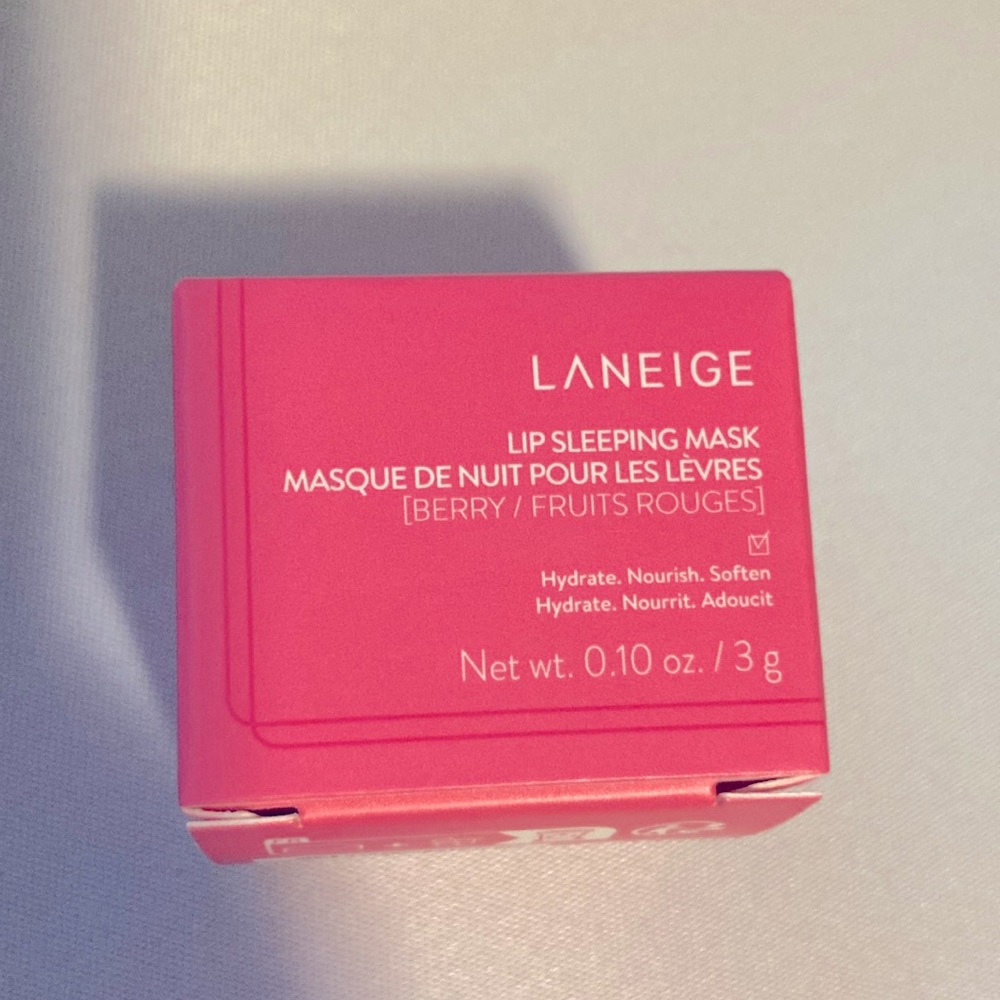 LANEIGE
LIP SLEEPING MASK
MASQUE DE NUIT POUR LES LÈVRES
[BERRY / FRUITS ROUGES]
Hydrate. Nourish. Soften
Hydrate. Nourrit. Adoucit
Net wt. 0.10 oz. / 3 g